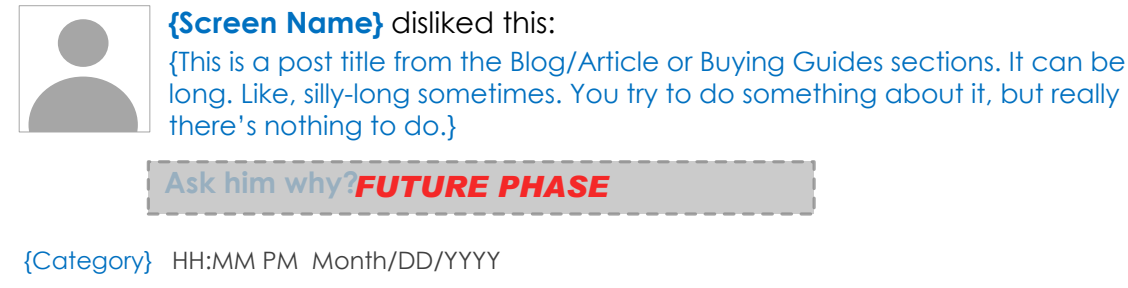 {Screen Name} disliked this:
{This is a post title from the Blog/Article or Buying Guides sections. It can be
long. Like, silly-long sometimes. You try to do something about it, but really
there’s nothing to do.}
Ask him why?FUTURE PHASE
{Category} HH:MM PM Month/DD/YYYY